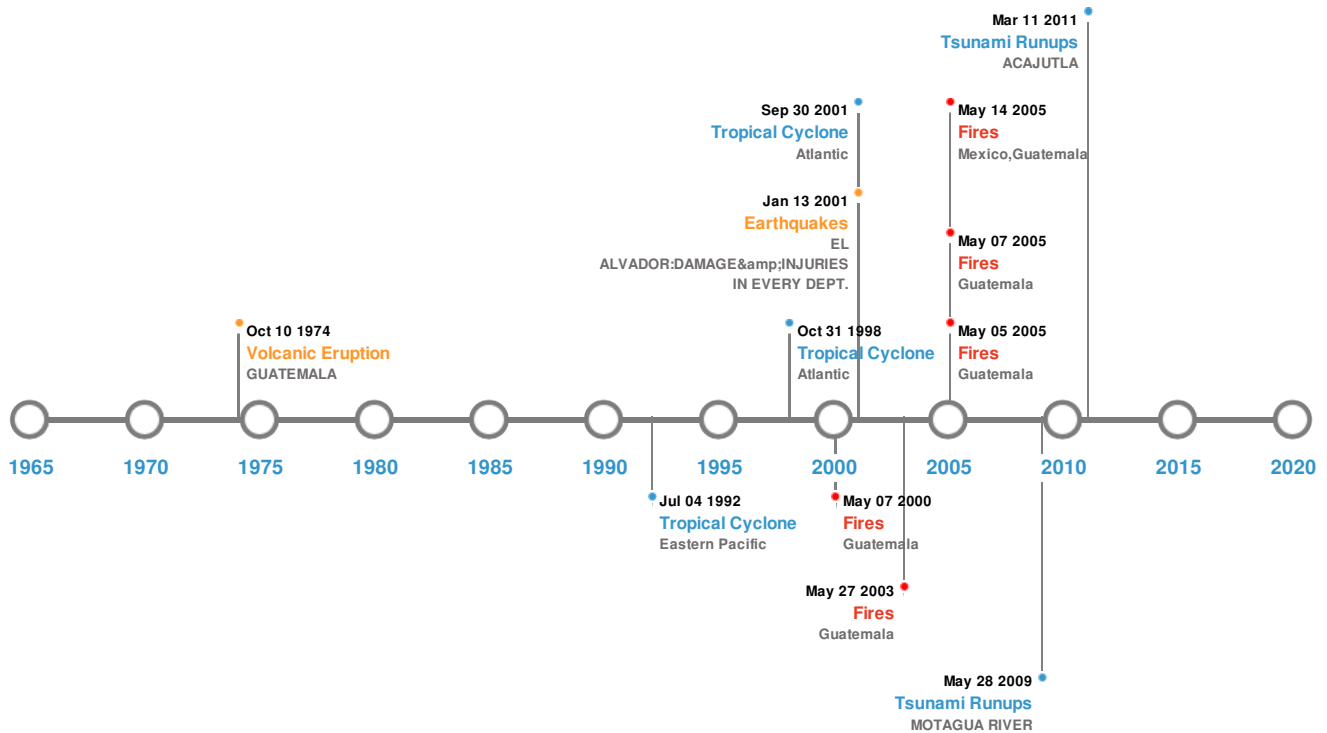 Mar 11 2011
Tsunami Runups
ACAJUTLA
Sep 30 2001
Tropical Cyclone
Atlantic
May 14 2005
Fires
Mexico,Guatemala
Jan 13 2001
Earthquakes
EL
ALVADOR:DAMAGE&amp;INJURIES
IN EVERY DEPT.
May 07 2005
Fires
Guatemala
Oct 10 1974
Volcanic Eruption
GUATEMALA
Oct 31 1998
Tropical Cyclone
Atlantic
May 05 2005
Fires
Guatemala
1965 1970 1975 1980 1985 1990 1995 2000 2005 2010 2015 2020
Jul 04 1992
Tropical Cyclone
Eastern Pacific
May 07 2000
Fires
Guatemala
May 27 2003
Fires
Guatemala
May 28 2009
Tsunami Runups
MOTAGUA RIVER